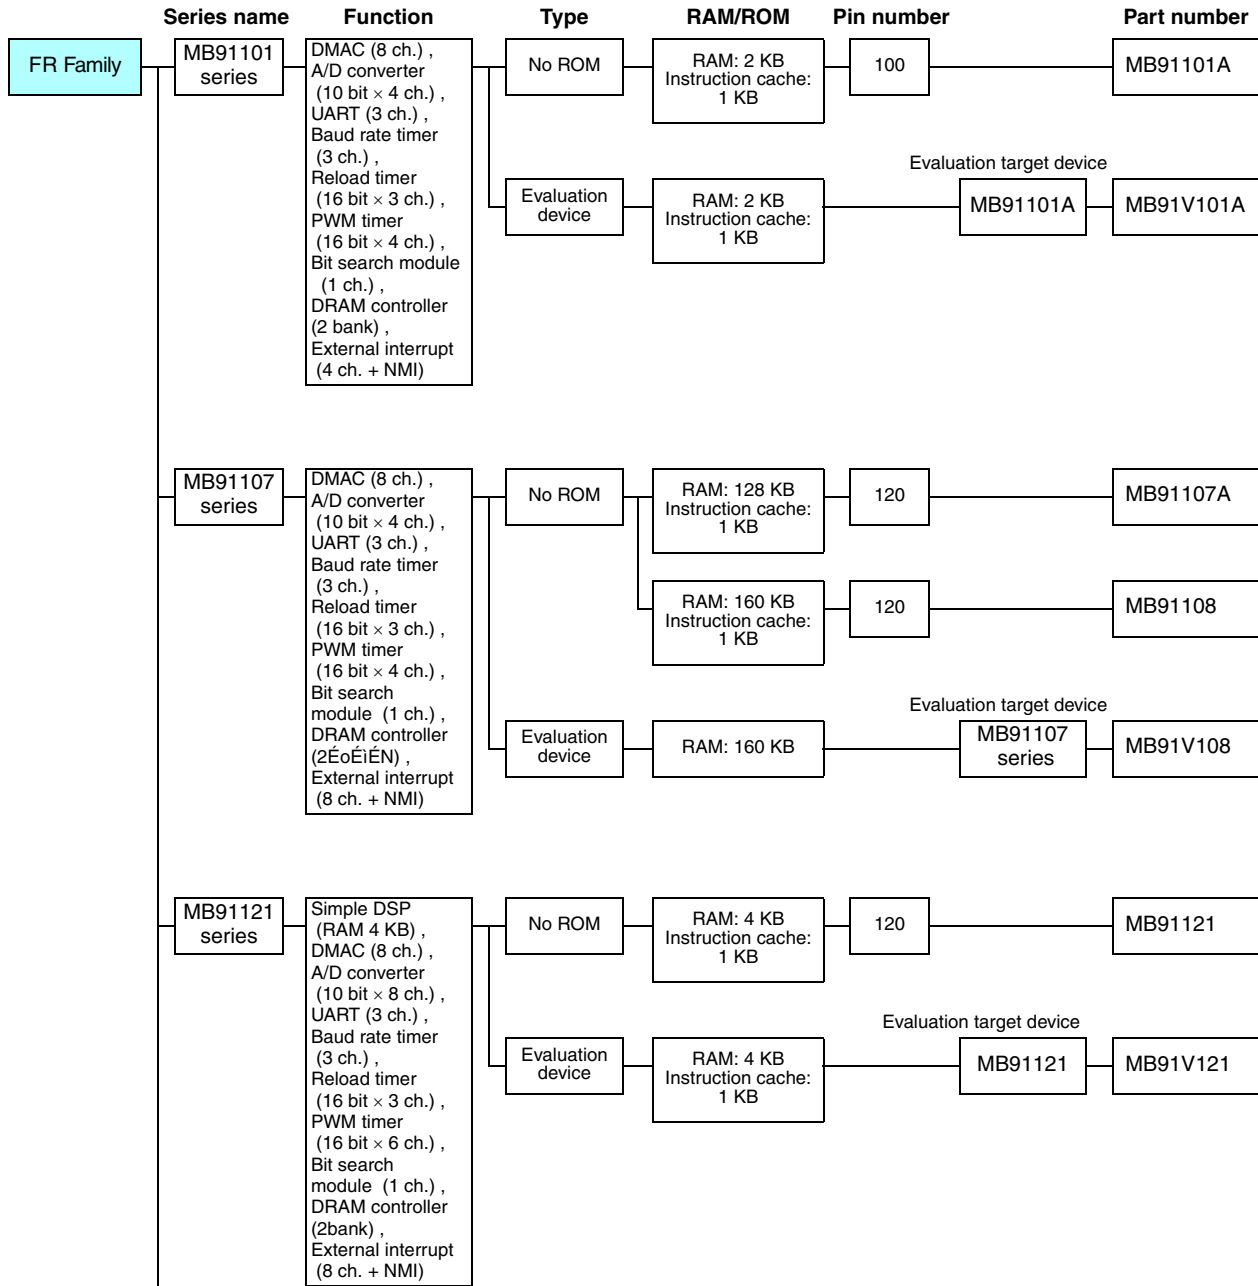 Series name Function Type RAM/ROM Pin number Part number
FR Family
MB91101
series
DMAC (8 ch.) ,
A/D converter
(10 bit × 4 ch.) ,
UART (3 ch.) ,
Baud rate timer
(3 ch.) ,
Reload timer
(16 bit × 3 ch.) ,
PWM timer
(16 bit × 4 ch.) ,
Bit search module
(1 ch.) ,
DRAM controller
(2 bank) ,
External interrupt
(4 ch. + NMI)
No ROM
RAM: 2 KB
Instruction cache:
1 KB
100
MB91101A
Evaluation
device
RAM: 2 KB
Instruction cache:
1 KB
Evaluation target device
MB91101A
MB91V101A
MB91107
series
DMAC (8 ch.) ,
A/D converter
(10 bit × 4 ch.) ,
UART (3 ch.) ,
Baud rate timer
(3 ch.) ,
Reload timer
(16 bit × 3 ch.) ,
PWM timer
(16 bit × 4 ch.) ,
Bit search
module (1 ch.) ,
DRAM controller
(2ÉoÉìÉN) ,
External interrupt
(8 ch. + NMI)
No ROM
RAM: 128 KB
Instruction cache:
1 KB
120
MB91107A
RAM: 160 KB
Instruction cache:
1 KB
120
MB91108
Evaluation
device
RAM: 160 KB
Evaluation target device
MB91107
series
MB91V108
MB91121
series
Simple DSP
(RAM 4 KB) ,
DMAC (8 ch.) ,
A/D converter
(10 bit × 8 ch.) ,
UART (3 ch.) ,
Baud rate timer
(3 ch.) ,
Reload timer
(16 bit × 3 ch.) ,
PWM timer
(16 bit × 6 ch.) ,
Bit search
module (1 ch.) ,
DRAM controller
(2bank) ,
External interrupt
(8 ch. + NMI)
No ROM
RAM: 4 KB
Instruction cache:
1 KB
120
MB91121
Evaluation
device
RAM: 4 KB
Instruction cache:
1 KB
Evaluation target device
MB91121
MB91V121